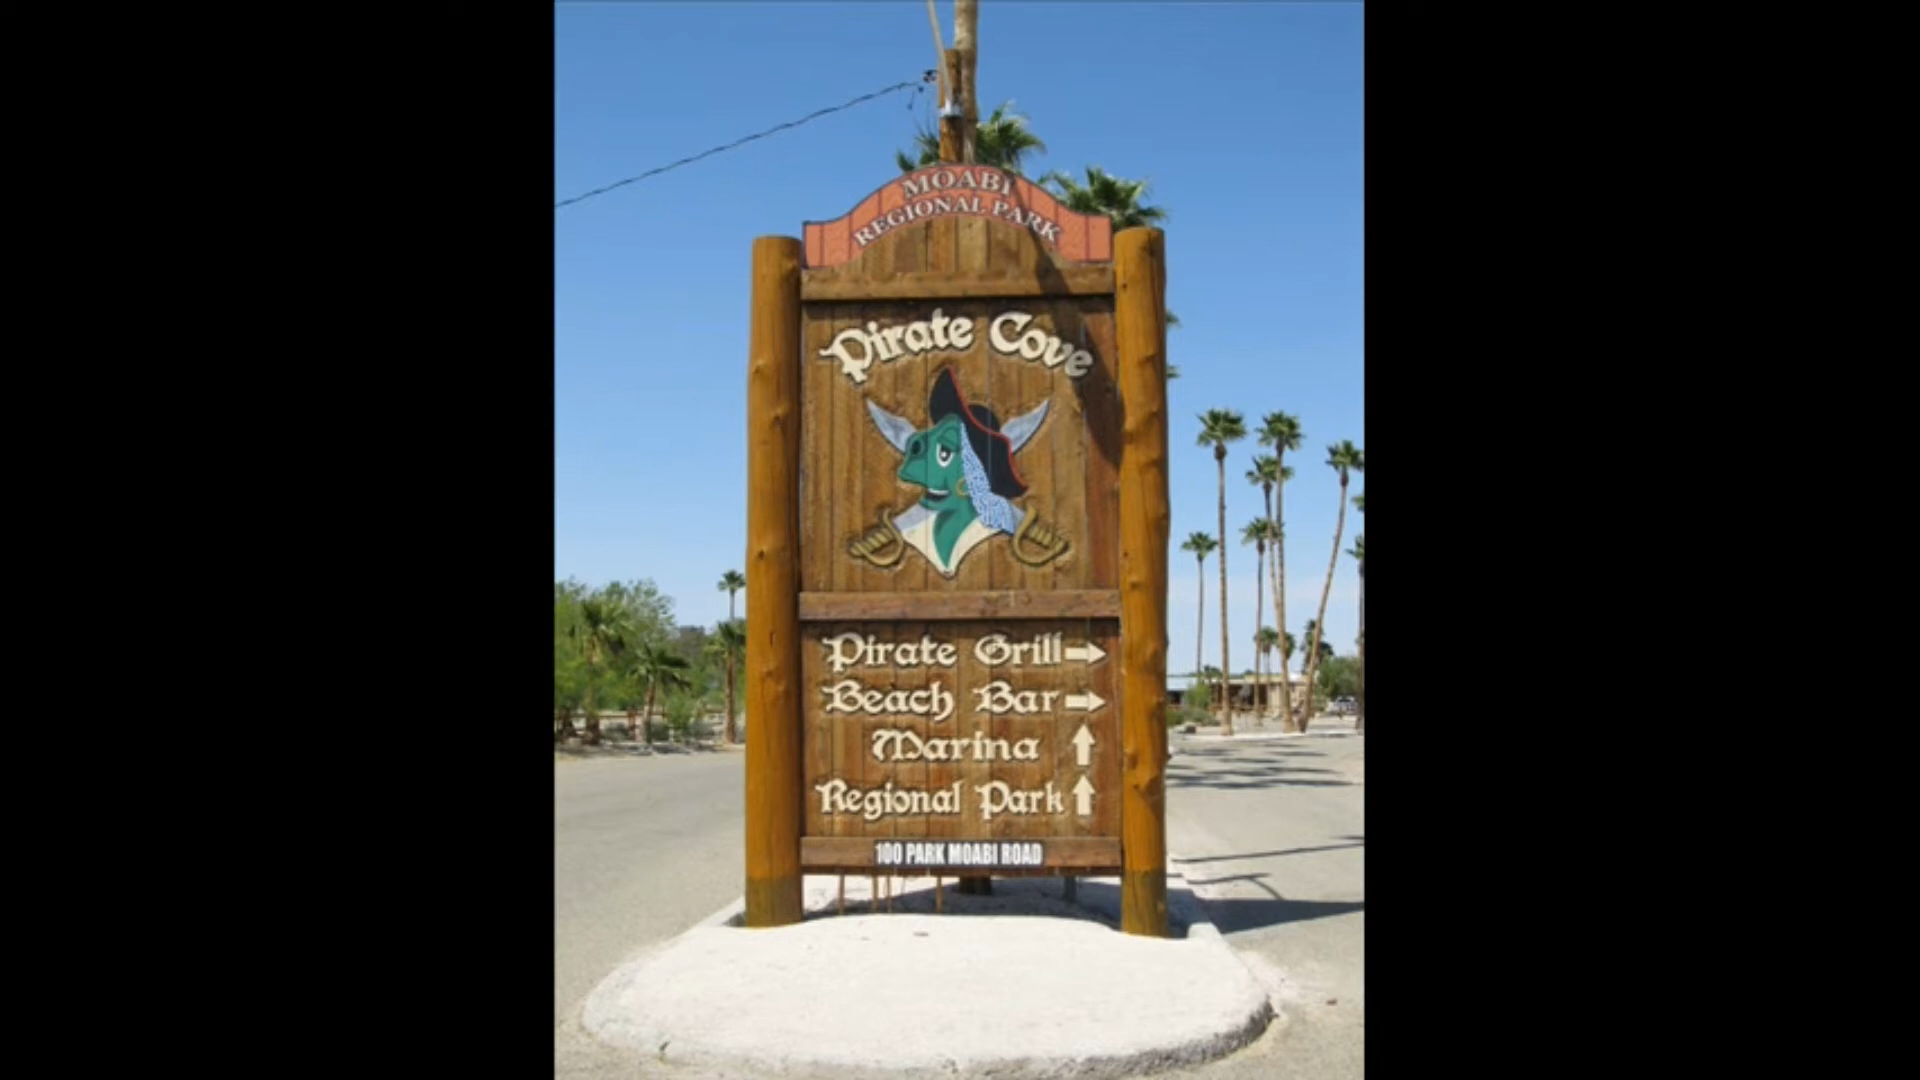 MOABI
REGIONAL PARK
Pirate Cove
Pirate Grill
Beach Bar
Marina
Regional Park
100 PARK MOABI ROAD